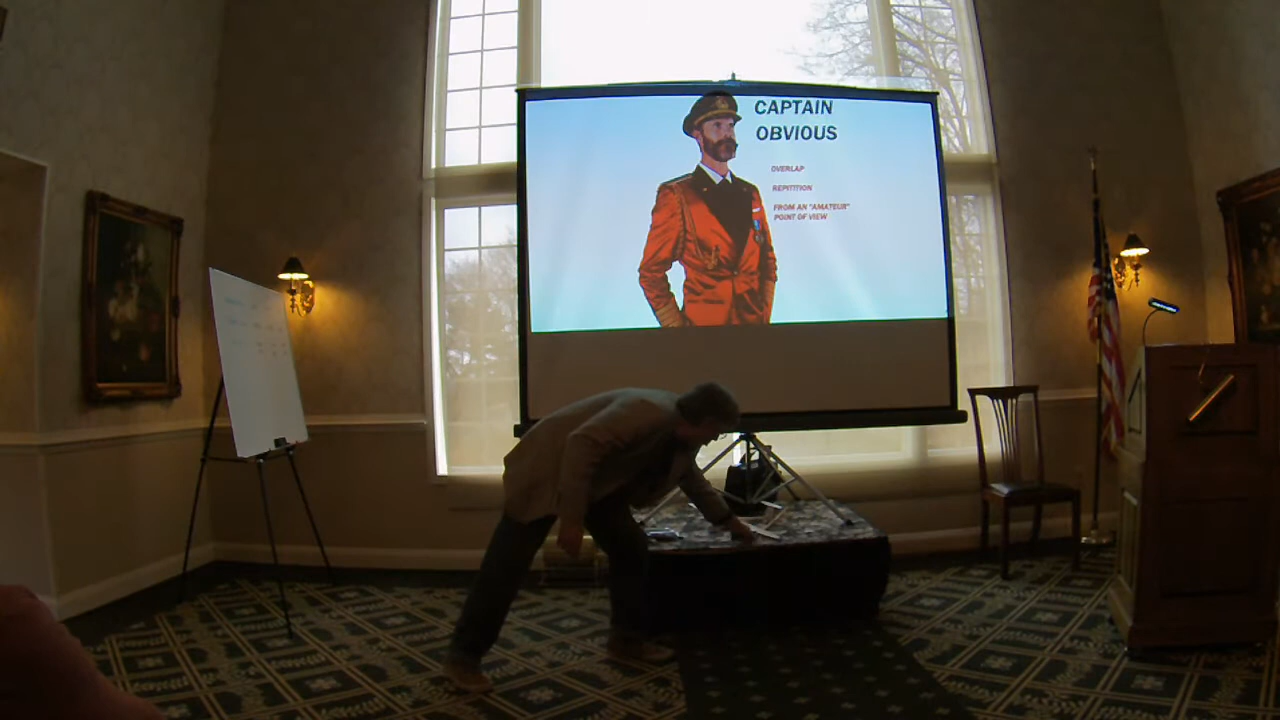 CAPTAIN
OBVIOUS
OVERLAP
REPITITION
FROM AN "AMATEUR"
POINT OF VIEW